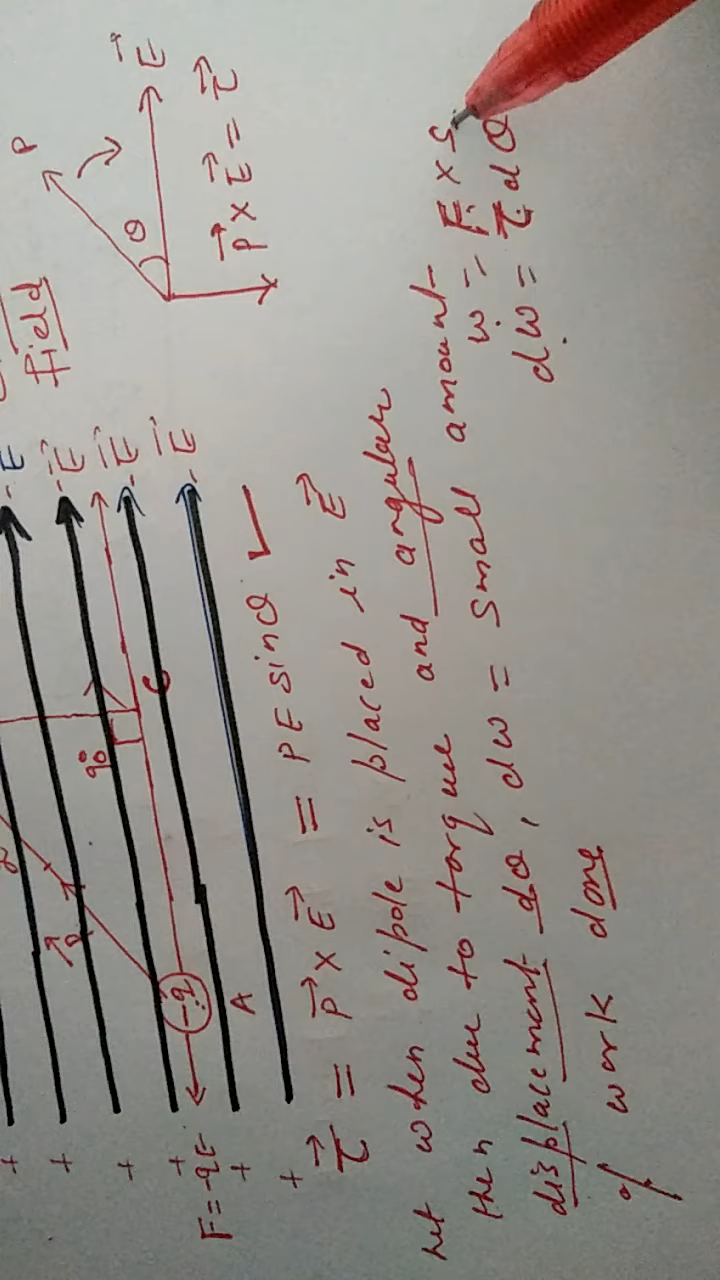 field
P
θ
E⃗
P⃗ × E⃗ = τ⃗
E
E⃗
E⃗
E⃗
90
P
C
-q
A
F = -qE
+ + + + + +
τ⃗ = P⃗ × E⃗ = PE sinθ ✓
Let when dipole is placed in E⃗
then due to torque and angular
displacement dθ, dw = small amount
of work done
w = F × S
dw = τ dθ